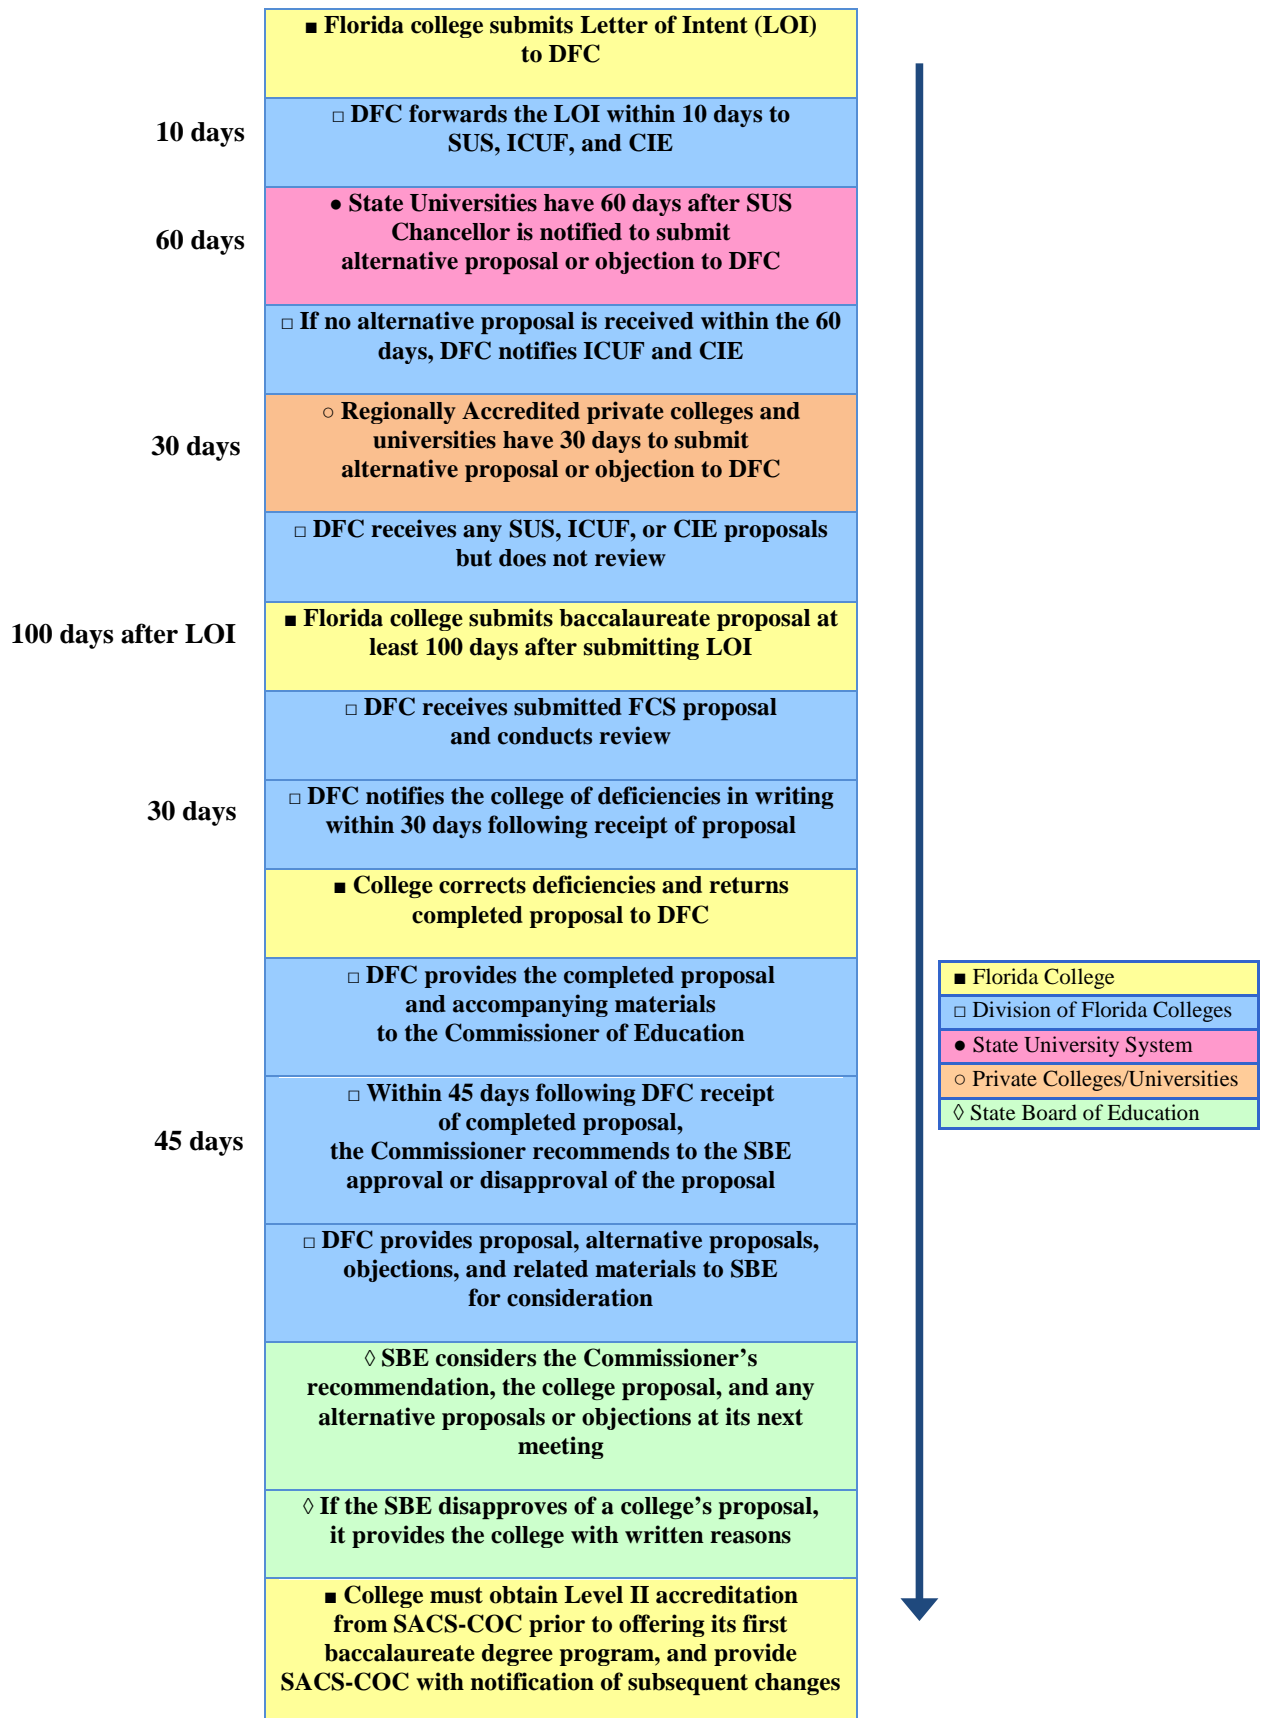 ■ Florida college submits Letter of Intent (LOI)
to DFC
10 days
□ DFC forwards the LOI within 10 days to
SUS, ICUF, and CIE
60 days
● State Universities have 60 days after SUS
Chancellor is notified to submit
alternative proposal or objection to DFC
□ If no alternative proposal is received within the 60
days, DFC notifies ICUF and CIE
30 days
○ Regionally Accredited private colleges and
universities have 30 days to submit
alternative proposal or objection to DFC
□ DFC receives any SUS, ICUF, or CIE proposals
but does not review
100 days after LOI
■ Florida college submits baccalaureate proposal at
least 100 days after submitting LOI
□ DFC receives submitted FCS proposal
and conducts review
30 days
□ DFC notifies the college of deficiencies in writing
within 30 days following receipt of proposal
■ College corrects deficiencies and returns
completed proposal to DFC
□ DFC provides the completed proposal
and accompanying materials
to the Commissioner of Education
45 days
□ Within 45 days following DFC receipt
of completed proposal,
the Commissioner recommends to the SBE
approval or disapproval of the proposal
□ DFC provides proposal, alternative proposals,
objections, and related materials to SBE
for consideration
◊ SBE considers the Commissioner’s
recommendation, the college proposal, and any
alternative proposals or objections at its next
meeting
◊ If the SBE disapproves of a college’s proposal,
it provides the college with written reasons
■ College must obtain Level II accreditation
from SACS-COC prior to offering its first
baccalaureate degree program, and provide
SACS-COC with notification of subsequent changes
■ Florida College
□ Division of Florida Colleges
● State University System
○ Private Colleges/Universities
◊ State Board of Education